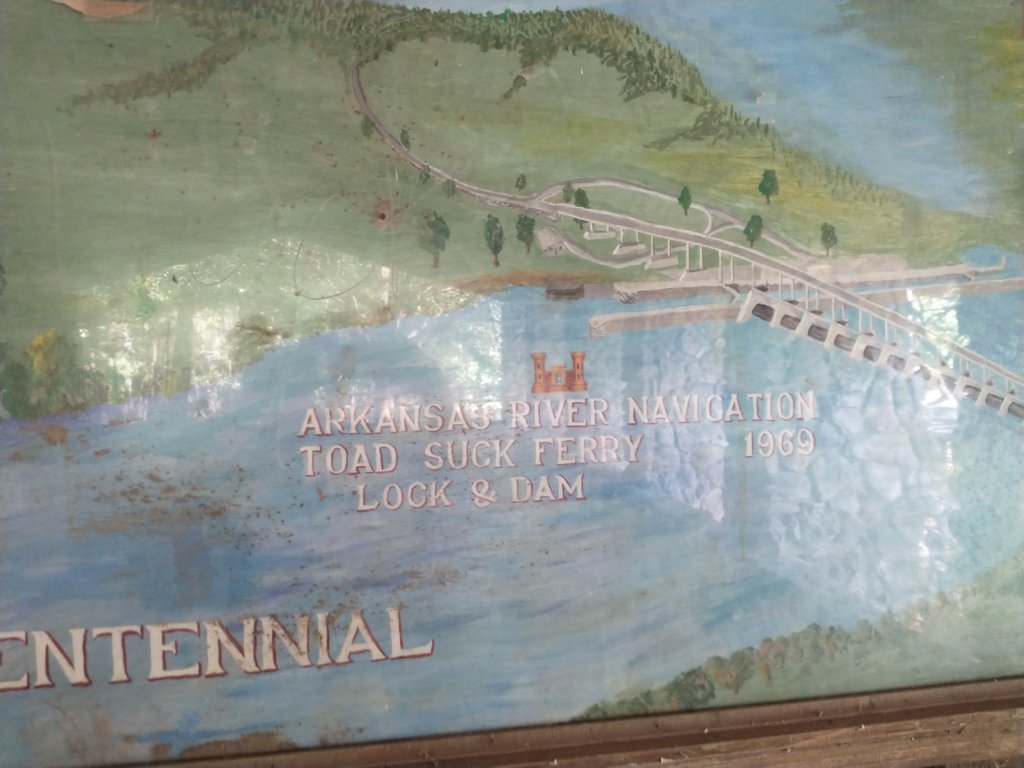 ARKANSAS RIVER NAVIGATION
TOAD SUCK FERRY 1969
LOCK & DAM
ENTENNIAL